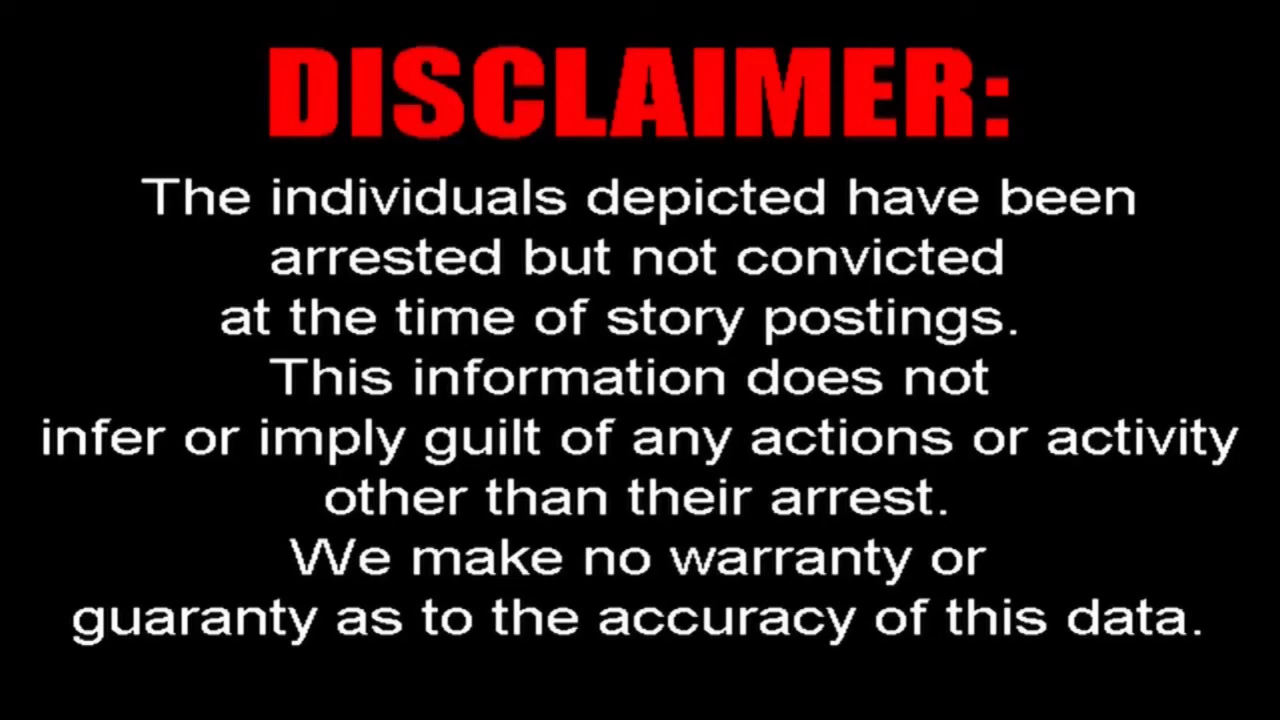 DISCLAIMER:
The individuals depicted have been
arrested but not convicted
at the time of story postings.
This information does not
infer or imply guilt of any actions or activity
other than their arrest.
We make no warranty or
guaranty as to the accuracy of this data.